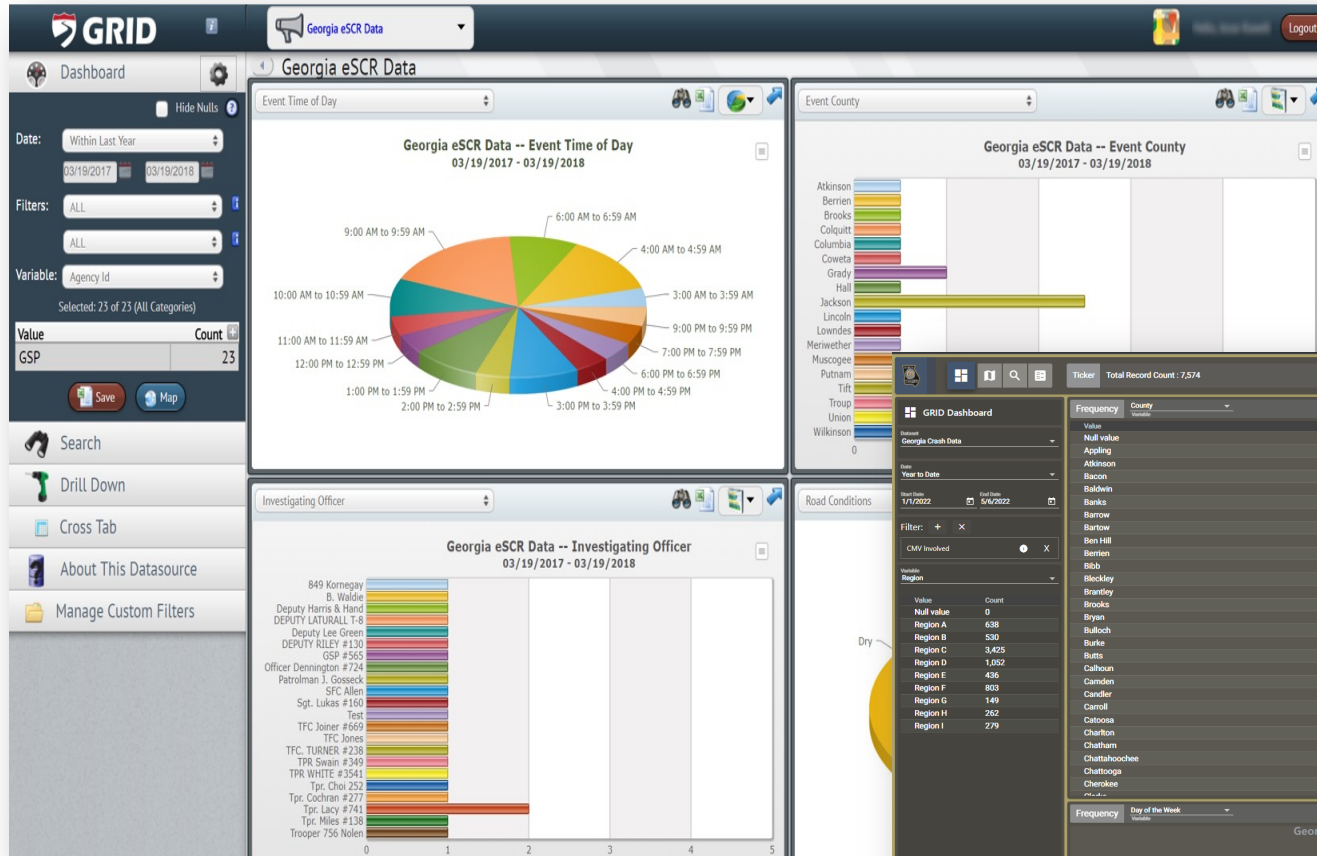 GRID
Georgia eSCR Data
Logout
Dashboard
Georgia eSCR Data
Hide Nulls
Date:
Within Last Year
03/19/2017
03/19/2018
Filters:
ALL
ALL
Variable:
Agency Id
Selected: 23 of 23 (All Categories)
Value Count
GSP 23
Save
Map
Search
Drill Down
Cross Tab
About This Datasource
Manage Custom Filters
Event Time of Day
Georgia eSCR Data -- Event Time of Day
03/19/2017 - 03/19/2018
6:00 AM to 6:59 AM
9:00 AM to 9:59 AM
4:00 AM to 4:59 AM
10:00 AM to 10:59 AM
3:00 AM to 3:59 AM
9:00 PM to 9:59 PM
11:00 AM to 11:59 AM
7:00 PM to 7:59 PM
12:00 PM to 12:59 PM
6:00 PM to 6:59 PM
1:00 PM to 1:59 PM
4:00 PM to 4:59 PM
2:00 PM to 2:59 PM
3:00 PM to 3:59 PM
Event County
Georgia eSCR Data -- Event County
03/19/2017 - 03/19/2018
Atkinson
Berrien
Brooks
Colquitt
Columbia
Coweta
Grady
Hall
Jackson
Lincoln
Lowndes
Meriwether
Muscogee
Putnam
Tift
Troup
Union
Wilkinson
0
Investigating Officer
Georgia eSCR Data -- Investigating Officer
03/19/2017 - 03/19/2018
849 Kornegay
B. Waldie
Deputy Harris & Hand
DEPUTY LATURALL T-8
Deputy Lee Green
DEPUTY RILEY #130
GSP #565
Officer Dennington #724
Patrolman J. Gosseck
SFC Allen
Sgt. Lukas #160
Test
TFC Joiner #669
TFC Jones
TFC. TURNER #238
TPR Swain #349
TPR WHITE #3541
Tpr. Choi 252
Tpr. Cochran #277
Tpr. Lacy #741
Tpr. Miles #138
Trooper 756 Nolen
0 1 2 3 4 5
Road Conditions
Dry
Ticker Total Record Count : 7,574
GRID Dashboard
Dataset
Georgia Crash Data
Date
Year to Date
Start Date End Date
1/1/2022 5/6/2022
Filter: + X
CMV Involved X
Variable
Region
Value Count
Null value 0
Region A 638
Region B 530
Region C 3,425
Region D 1,052
Region E 436
Region F 803
Region G 149
Region H 262
Region I 279
Frequency County
Variable
Value
Null value
Appling
Atkinson
Bacon
Baldwin
Banks
Barrow
Bartow
Ben Hill
Berrien
Bibb
Bleckley
Brantley
Brooks
Bryan
Bulloch
Burke
Butts
Calhoun
Camden
Candler
Carroll
Catoosa
Charlton
Chatham
Chattahoochee
Chattooga
Cherokee
Frequency Day of the Week
Variable
Geor